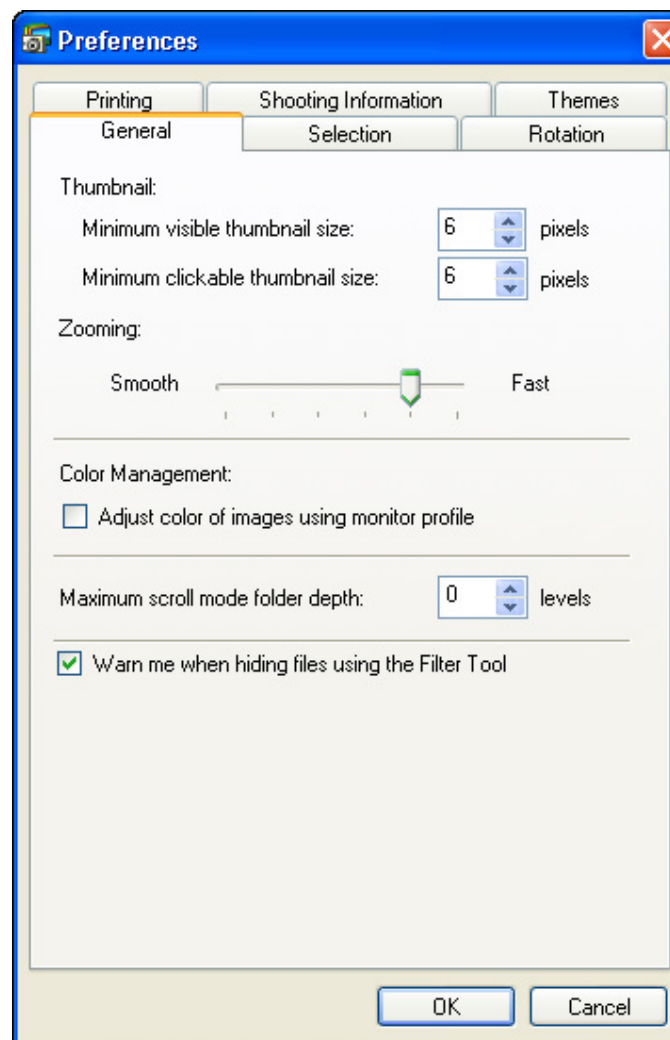 Preferences
Printing Shooting Information Themes
General Selection Rotation
Thumbnail:
Minimum visible thumbnail size: 6 pixels
Minimum clickable thumbnail size: 6 pixels
Zooming:
Smooth Fast
Color Management:
Adjust color of images using monitor profile
Maximum scroll mode folder depth: 0 levels
Warn me when hiding files using the Filter Tool
OK Cancel